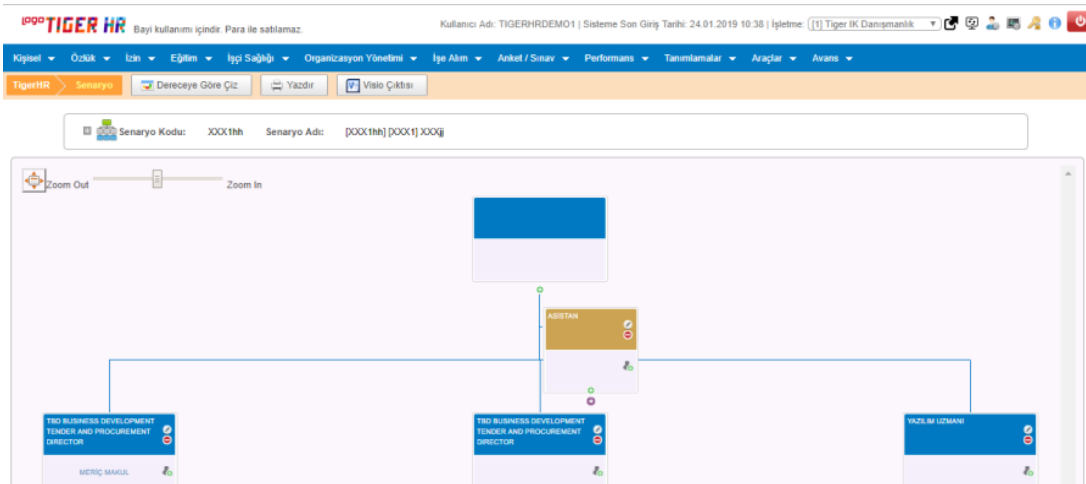 LOGO TIGER HR Bayi kullanımı içindir. Para ile satılamaz.
Kullanıcı Adı: TIGERHRDEMO1 | Sisteme Son Giriş Tarihi: 24.01.2019 10:38 | İşletme: [1] Tiger IK Danışmanlık
Kişisel Özlük İzin Eğitim İşçi Sağlığı Organizasyon Yönetimi İşe Alım Anket / Sınav Performans Tanımlamalar Araçlar Avans
TigerHR Senaryo Dereceye Göre Çiz Yazdır Visio Çıktısı
Senaryo Kodu: XXX1hh Senaryo Adı: [XXX1hh] [XXX1] XXXjj
Zoom Out Zoom In
ASİSTAN
TBD BUSINESS DEVELOPMENT
TENDER AND PROCUREMENT
DIRECTOR
MERİÇ MAKUL
TBD BUSINESS DEVELOPMENT
TENDER AND PROCUREMENT
DIRECTOR
YAZILIM UZMANI